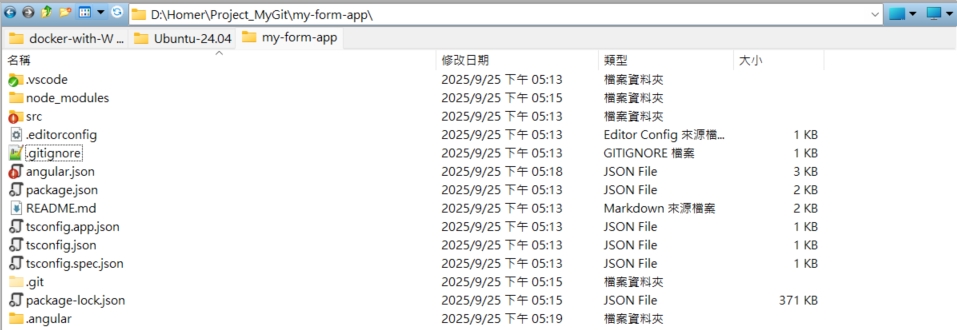 D:\Homer\Project_MyGit\my-form-app\
docker-with-W ... Ubuntu-24.04 my-form-app
名稱 修改日期 類型 大小
.vscode 2025/9/25 下午 05:13 檔案資料夾
node_modules 2025/9/25 下午 05:15 檔案資料夾
src 2025/9/25 下午 05:13 檔案資料夾
.editorconfig 2025/9/25 下午 05:13 Editor Config 來源檔... 1 KB
.gitignore 2025/9/25 下午 05:13 GITIGNORE 檔案 1 KB
angular.json 2025/9/25 下午 05:18 JSON File 3 KB
package.json 2025/9/25 下午 05:13 JSON File 2 KB
README.md 2025/9/25 下午 05:13 Markdown 來源檔案 2 KB
tsconfig.app.json 2025/9/25 下午 05:13 JSON File 1 KB
tsconfig.json 2025/9/25 下午 05:13 JSON File 1 KB
tsconfig.spec.json 2025/9/25 下午 05:13 JSON File 1 KB
.git 2025/9/25 下午 05:15 檔案資料夾
package-lock.json 2025/9/25 下午 05:15 JSON File 371 KB
.angular 2025/9/25 下午 05:19 檔案資料夾